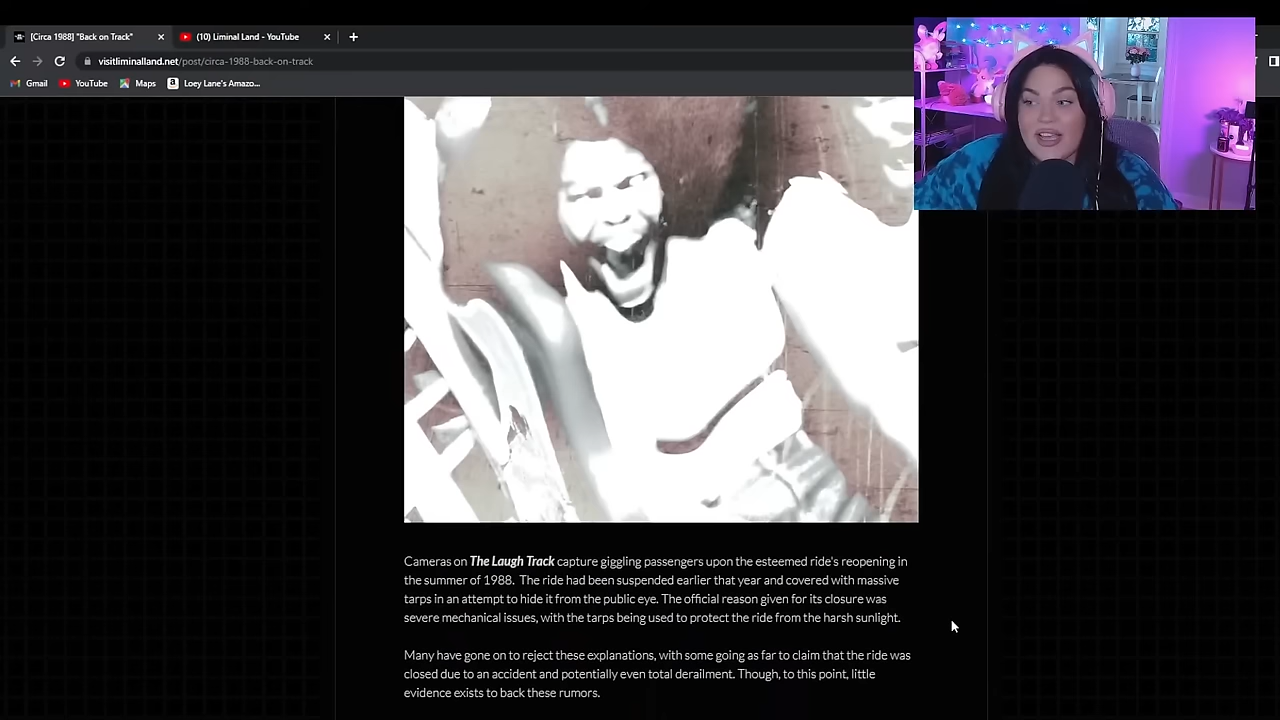 [Circa 1988] "Back on Track"
(10) Liminal Land - YouTube
visitliminalland.net/post/circa-1988-back-on-track
Gmail
YouTube
Maps
Loey Lane's Amazo...
Cameras on The Laugh Track capture giggling passengers upon the esteemed ride's reopening in
the summer of 1988. The ride had been suspended earlier that year and covered with massive
tarps in an attempt to hide it from the public eye. The official reason given for its closure was
severe mechanical issues, with the tarps being used to protect the ride from the harsh sunlight.
Many have gone on to reject these explanations, with some going as far to claim that the ride was
closed due to an accident and potentially even total derailment. Though, to this point, little
evidence exists to back these rumors.